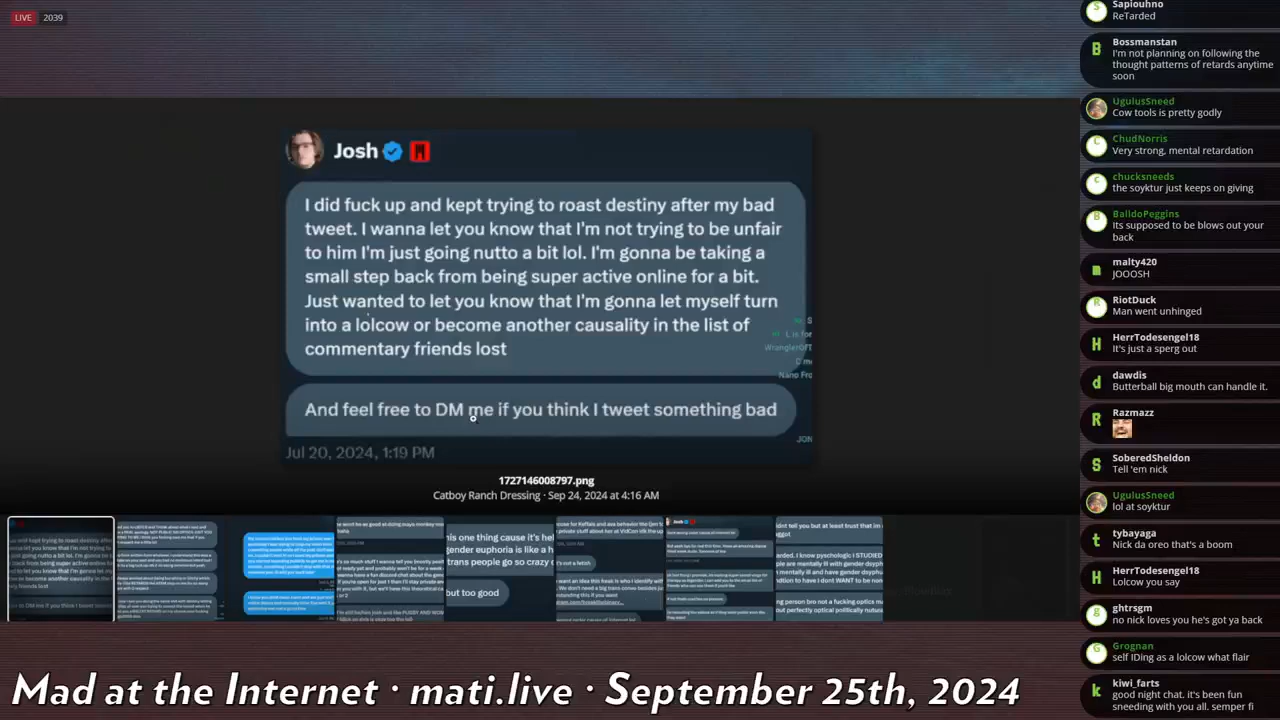 LIVE 2039
Josh
I did fuck up and kept trying to roast destiny after my bad
tweet. I wanna let you know that I'm not trying to be unfair
to him I'm just going nutto a bit lol. I'm gonna be taking a
small step back from being super active online for a bit.
Just wanted to let you know that I'm gonna let myself turn
into a lolcow or become another causality in the list of
commentary friends lost
And feel free to DM me if you think I tweet something bad
Jul 20, 2024, 1:19 PM
1727146008797.png
Catboy Ranch Dressing · Sep 24, 2024 at 4:16 AM
but too good
Mad at the Internet · mati.live · September 25th, 2024
Sapiouhno
ReTarded
Bossmanstan
I'm not planning on following the
thought patterns of retards anytime
soon
UgulusSneed
Cow tools is pretty godly
ChudNorris
Very strong, mental retardation
chucksneeds
the soyktur just keeps on giving
BalldoPeggins
Its supposed to be blows out your
back
malty420
JOOOSH
RiotDuck
Man went unhinged
HerrTodesengel18
It's just a sperg out
dawdis
Butterball big mouth can handle it.
Razmazz
SoberedSheldon
Tell 'em nick
UgulusSneed
lol at soyktur
tokyapopu
Nick da no that's a bom
HerrTodesengel18
Lolcow you say
ghtrsgm
no nick loves you he's got ya back
Grognan
self IDing as a lolcow what flair
kiwi_farts
good night chat. it's been fun
sneeding with you all. semper fi